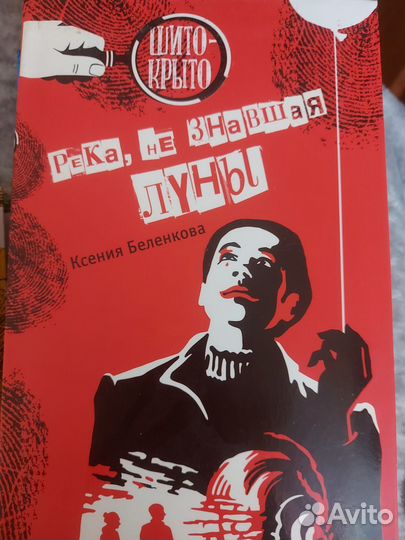 ШИТО-
КРЫТО
РеКа, нЕ ЗНаВШаЯ
ЛУНЫ
Ксения Беленкова
Avito